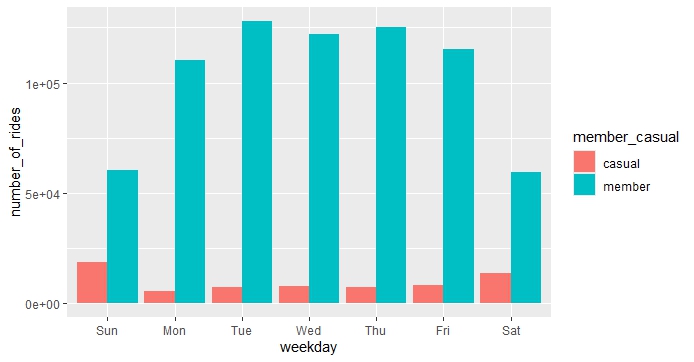 number_of_rides
1e+05
5e+04
0e+00
Sun Mon Tue Wed Thu Fri Sat
weekday
member_casual
casual
member